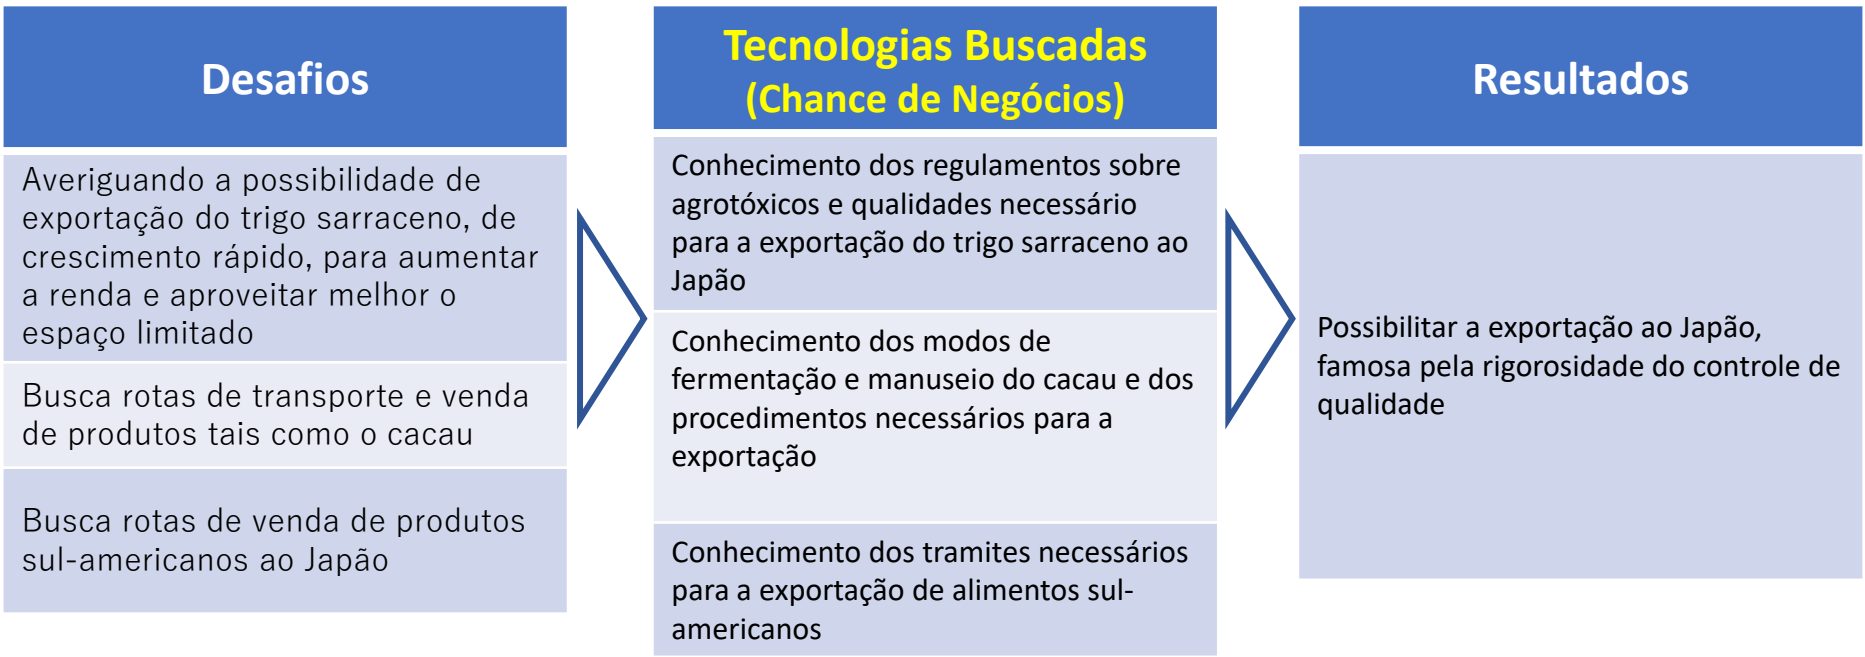 Desafios
Averiguando a possibilidade de
exportação do trigo sarraceno, de
crescimento rápido, para aumentar
a renda e aproveitar melhor o
espaço limitado
Busca rotas de transporte e venda
de produtos tais como o cacau
Busca rotas de venda de produtos
sul-americanos ao Japão
Tecnologias Buscadas
(Chance de Negócios)
Conhecimento dos regulamentos sobre
agrotóxicos e qualidades necessário
para a exportação do trigo sarraceno ao
Japão
Conhecimento dos modos de
fermentação e manuseio do cacau e dos
procedimentos necessários para a
exportação
Conhecimento dos tramites necessários
para a exportação de alimentos sul-
americanos
Resultados
Possibilitar a exportação ao Japão,
famosa pela rigorosidade do controle de
qualidade